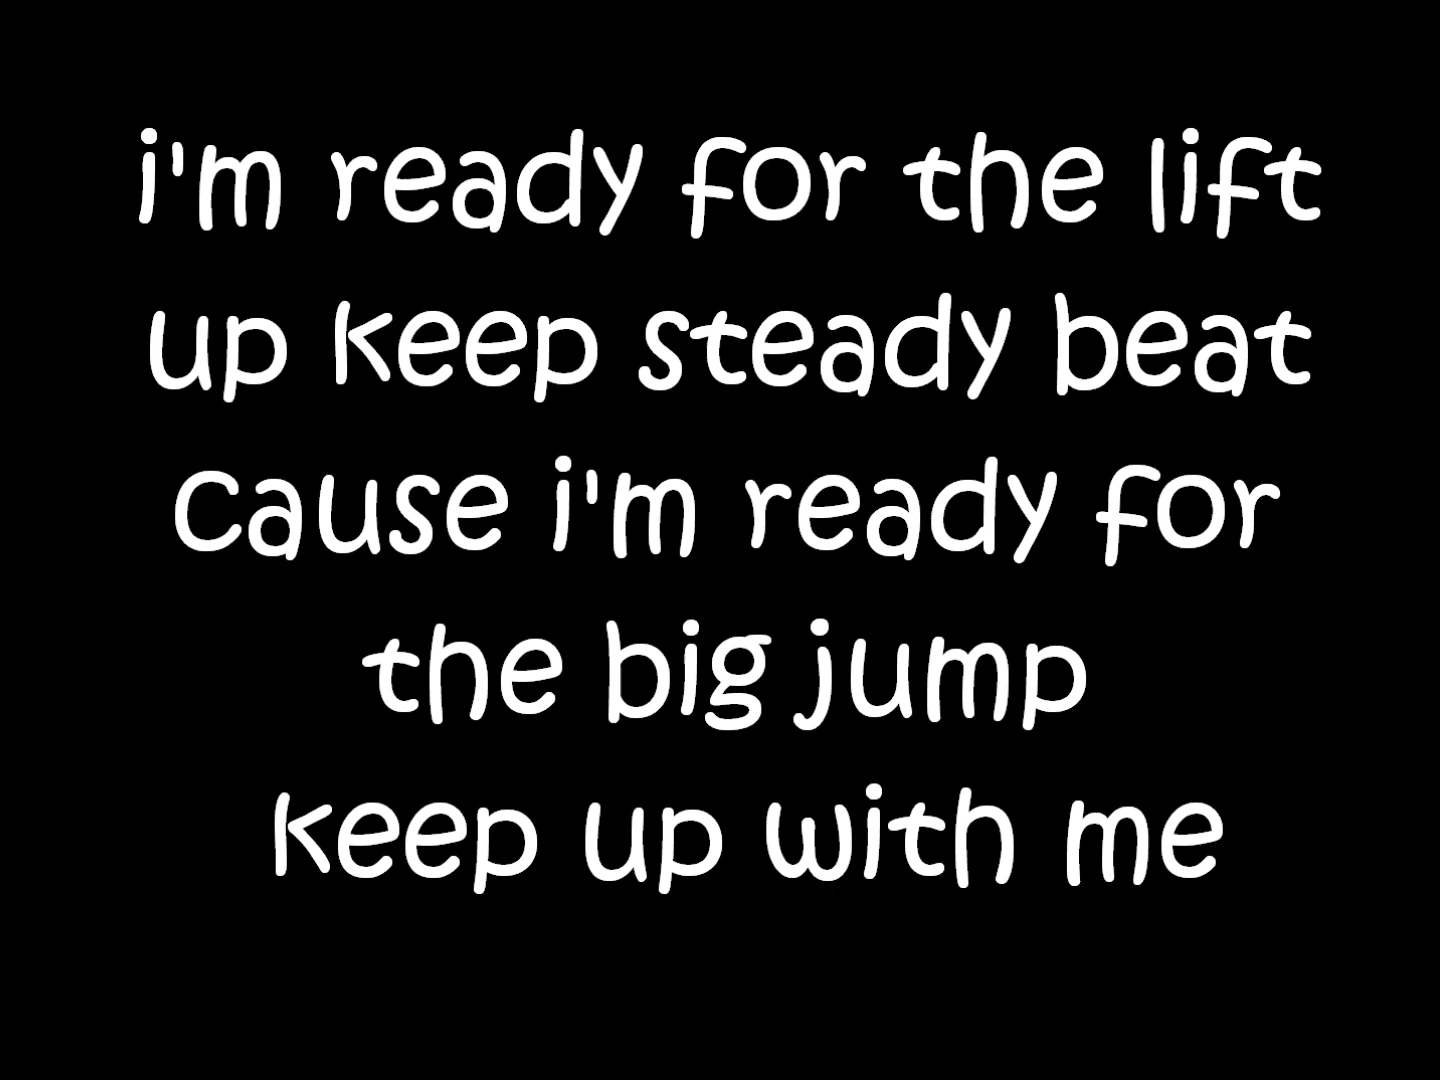 i'm ready for the lift
up keep steady beat
cause i'm ready for
the big jump
keep up with me